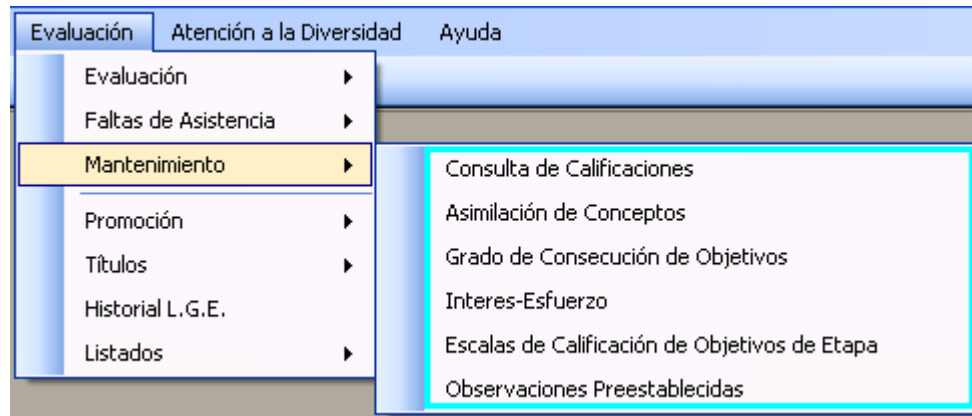 Evaluación Atención a la Diversidad Ayuda
Evaluación
Faltas de Asistencia
Mantenimiento
Promoción
Títulos
Historial L.G.E.
Listados
Consulta de Calificaciones
Asimilación de Conceptos
Grado de Consecución de Objetivos
Interes-Esfuerzo
Escalas de Calificación de Objetivos de Etapa
Observaciones Preestablecidas